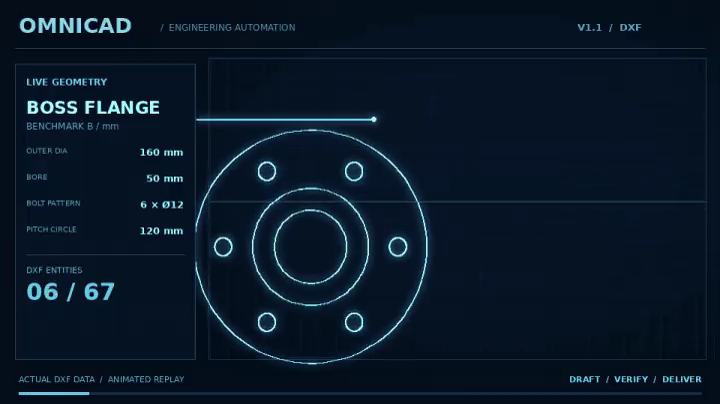 OMNICAD / ENGINEERING AUTOMATION V1.1 / DXF
LIVE GEOMETRY
BOSS FLANGE
BENCHMARK B / mm
OUTER DIA 160 mm
BORE 50 mm
BOLT PATTERN 6 × Ø12
PITCH CIRCLE 120 mm
DXF ENTITIES
06 / 67
ACTUAL DXF DATA / ANIMATED REPLAY DRAFT / VERIFY / DELIVER